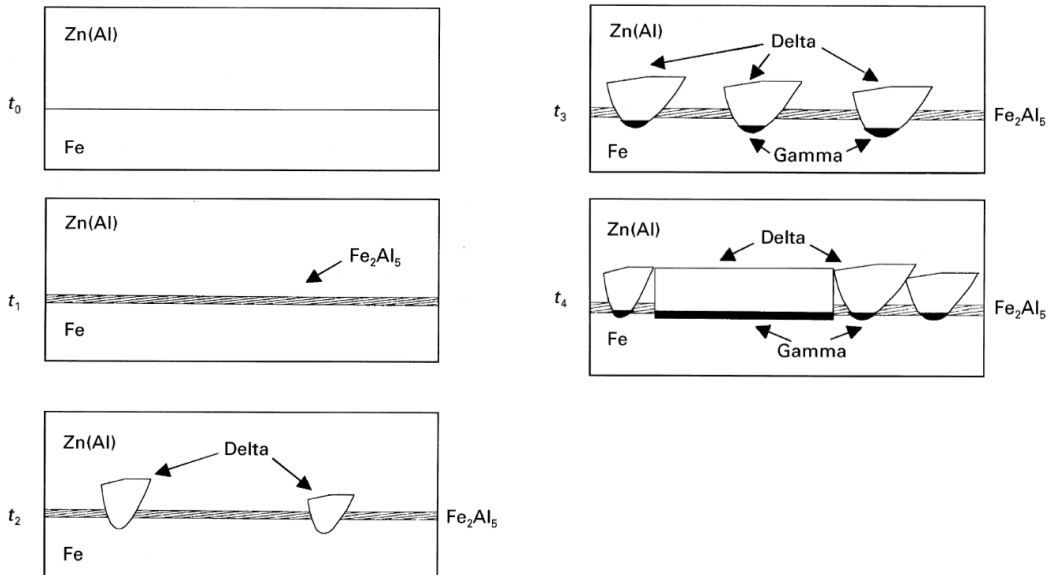 Zn(Al)
t₀
Fe
Zn(Al)
Fe₂Al₅
t₁
Fe
Zn(Al)
Delta
t₂
Fe₂Al₅
Fe
Zn(Al)
Delta
t₃
Fe₂Al₅
Fe
Gamma
Zn(Al)
Delta
t₄
Fe₂Al₅
Fe
Gamma